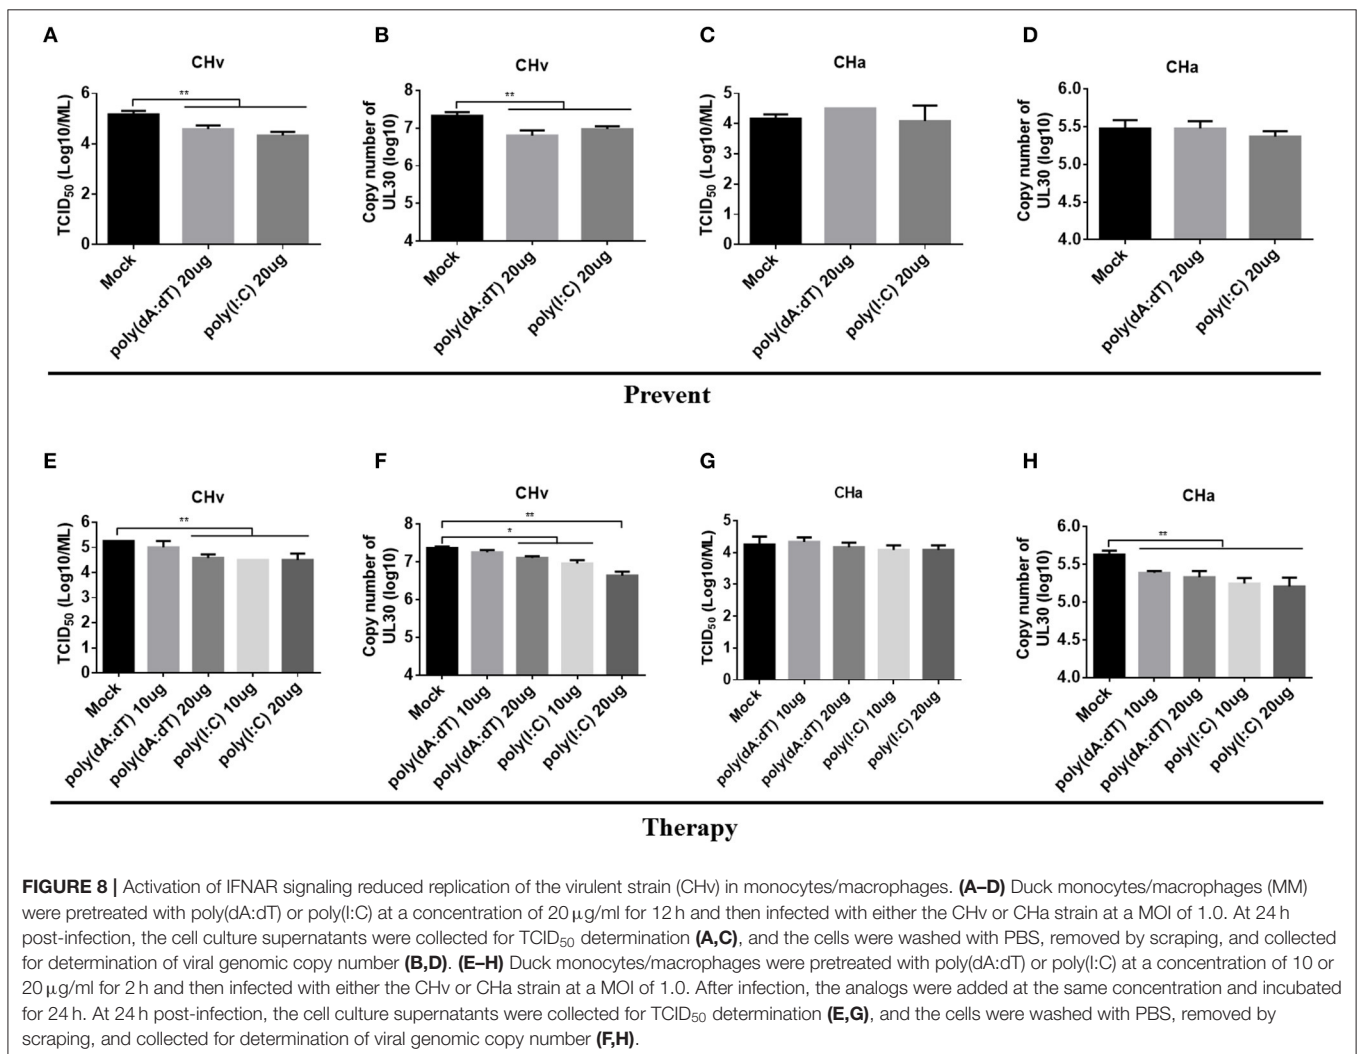 A
CHv
TCID50 (Log10/ML)
6
4
2
0
**
Mock
poly(dA:dT) 20ug
poly(I:C) 20ug
B
CHv
Copy number of
UL30 (log10)
8
7
6
5
4
**
Mock
poly(dA:dT) 20ug
poly(I:C) 20ug
C
CHa
TCID50 (Log10/ML)
5
4
3
2
1
0
Mock
poly(dA:dT) 20ug
poly(I:C) 20ug
D
CHa
Copy number of
UL30 (log10)
6.0
5.5
5.0
4.5
4.0
Mock
poly(dA:dT) 20ug
poly(I:C) 20ug
Prevent
E
CHv
TCID50 (Log10/ML)
6
5
4
3
2
1
0
**
Mock
poly(dA:dT) 10ug
poly(dA:dT) 20ug
poly(I:C) 10ug
poly(I:C) 20ug
F
CHv
Copy number of
UL30 (log10)
8
7
6
5
4
**
*
Mock
poly(dA:dT) 10ug
poly(dA:dT) 20ug
poly(I:C) 10ug
poly(I:C) 20ug
G
CHa
TCID50 (Log10/ML)
5
4
3
2
1
0
Mock
poly(dA:dT) 10ug
poly(dA:dT) 20ug
poly(I:C) 10ug
poly(I:C) 20ug
H
CHa
Copy number of
UL30 (log10)
6.0
5.5
5.0
4.5
4.0
**
Mock
poly(dA:dT) 10ug
poly(dA:dT) 20ug
poly(I:C) 10ug
poly(I:C) 20ug
Therapy
FIGURE 8 | Activation of IFNAR signaling reduced replication of the virulent strain (CHv) in monocytes/macrophages. (A–D) Duck monocytes/macrophages (MM)
were pretreated with poly(dA:dT) or poly(I:C) at a concentration of 20 μg/ml for 12 h and then infected with either the CHv or CHa strain at a MOI of 1.0. At 24 h
post-infection, the cell culture supernatants were collected for TCID50 determination (A,C), and the cells were washed with PBS, removed by scraping, and collected
for determination of viral genomic copy number (B,D). (E–H) Duck monocytes/macrophages were pretreated with poly(dA:dT) or poly(I:C) at a concentration of 10 or
20 μg/ml for 2 h and then infected with either the CHv or CHa strain at a MOI of 1.0. After infection, the analogs were added at the same concentration and incubated
for 24 h. At 24 h post-infection, the cell culture supernatants were collected for TCID50 determination (E,G), and the cells were washed with PBS, removed by
scraping, and collected for determination of viral genomic copy number (F,H).